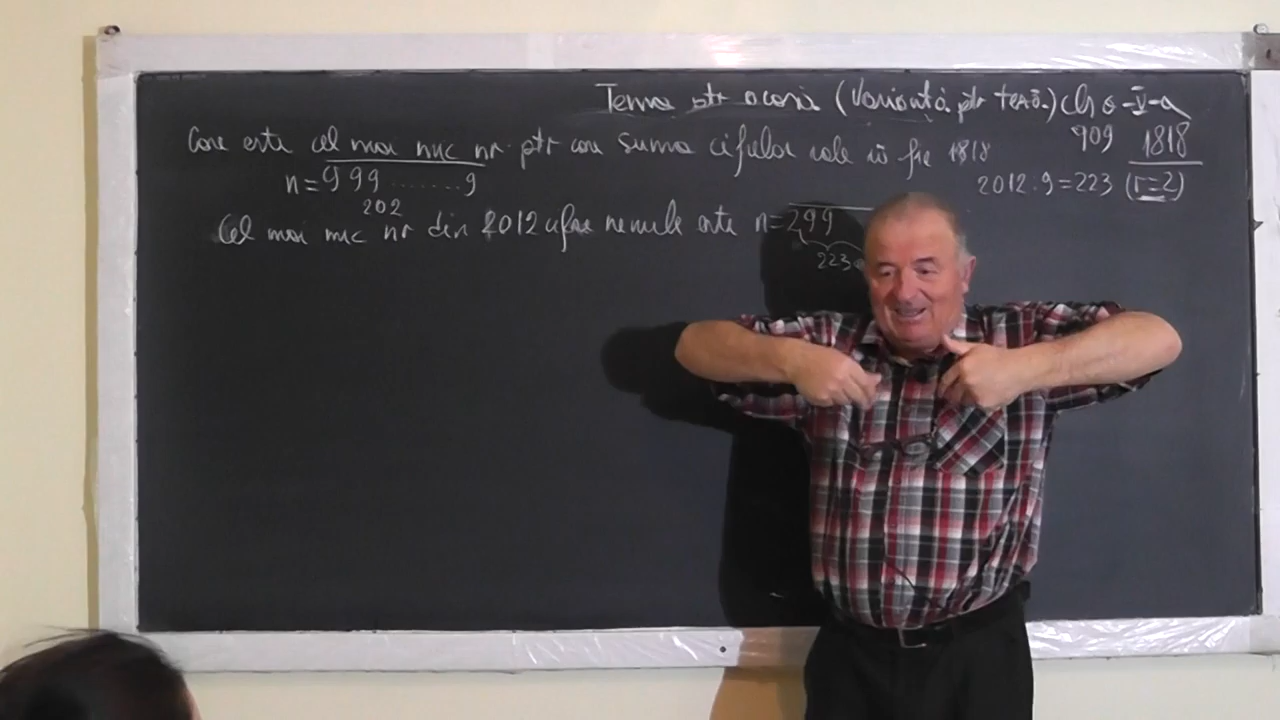 Tema ptr acasă (Variantă ptr teză.) cls a-V-a
Care este cel mai mic nr. ptr care suma cifrelor sale să fie 1818
909 1818
n=999.......9
202
2012:9=223 (r=2)
Cel mai mic nr din 2012 cifre nenule este n=299
223